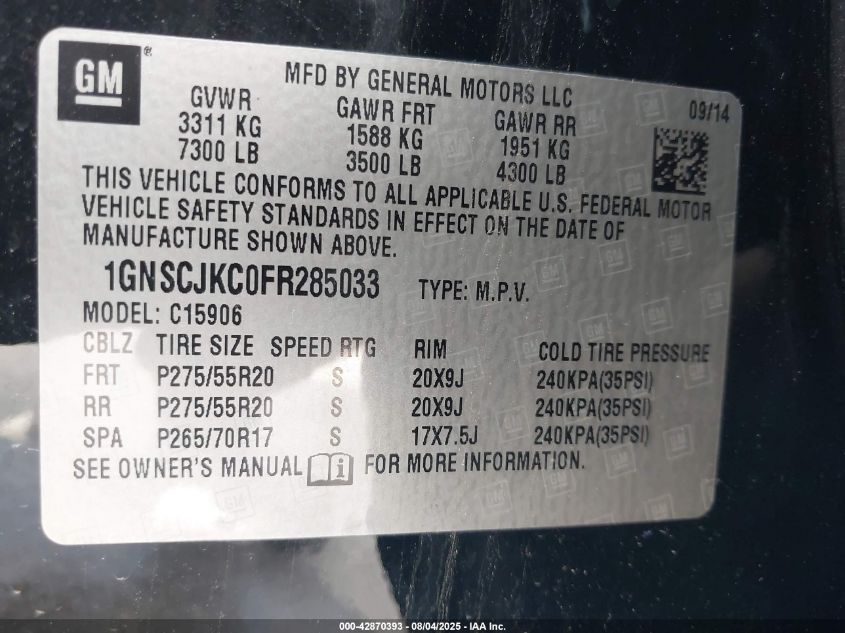 GM®
MFD BY GENERAL MOTORS LLC
09/14
GVWR GAWR FRT GAWR RR
3311 KG 1588 KG 1951 KG
7300 LB 3500 LB 4300 LB
THIS VEHICLE CONFORMS TO ALL APPLICABLE U.S. FEDERAL MOTOR
VEHICLE SAFETY STANDARDS IN EFFECT ON THE DATE OF
MANUFACTURE SHOWN ABOVE.
1GNSCJKC0FR285033 TYPE: M.P.V.
MODEL: C15906
CBLZ TIRE SIZE SPEED RTG RIM COLD TIRE PRESSURE
FRT P275/55R20 S 20X9J 240KPA(35PSI)
RR P275/55R20 S 20X9J 240KPA(35PSI)
SPA P265/70R17 S 17X7.5J 240KPA(35PSI)
SEE OWNER'S MANUAL i FOR MORE INFORMATION.
000-42870393 - 08/04/2025 - IAA Inc.